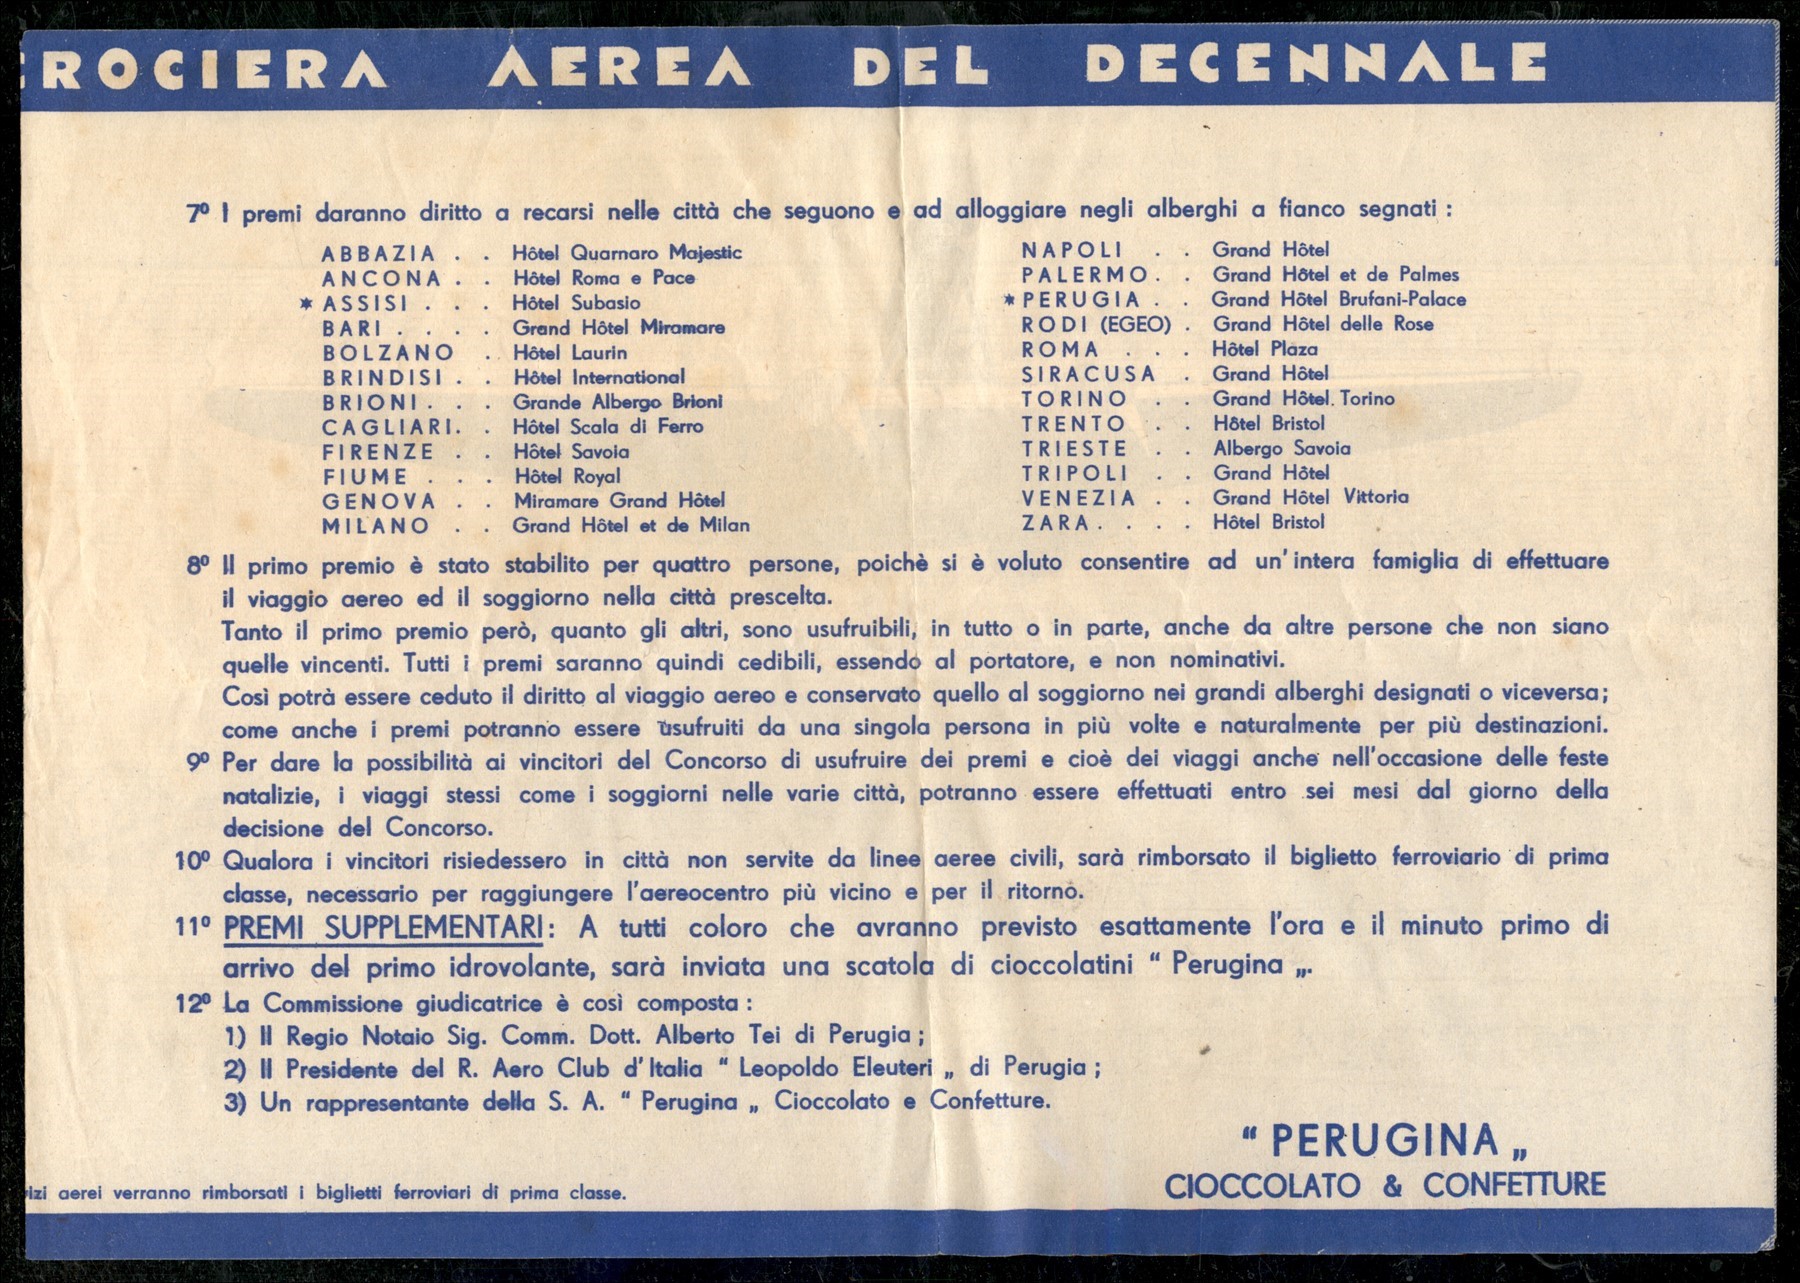 CROCIERA AEREA DEL DECENNALE
7º I premi daranno diritto a recarsi nelle città che seguono e ad alloggiare negli alberghi a fianco segnati :
ABBAZIA . . Hôtel Quarnaro Majestic
ANCONA . . Hôtel Roma e Pace
* ASSISI . . . Hôtel Subasio
BARI . . . . Grand Hôtel Miramare
BOLZANO . Hôtel Laurin
BRINDISI . . Hôtel International
BRIONI . . . Grande Albergo Brioni
CAGLIARI . . Hôtel Scala di Ferro
FIRENZE . . Hôtel Savoia
FIUME . . . Hôtel Royal
GENOVA . . Miramare Grand Hôtel
MILANO . . Grand Hôtel et de Milan
NAPOLI . . Grand Hôtel
PALERMO . . Grand Hôtel et de Palmes
* PERUGIA . . Grand Hôtel Brufani-Palace
RODI (EGEO) . Grand Hôtel delle Rose
ROMA . . . Hôtel Plaza
SIRACUSA . Grand Hôtel
TORINO . . Grand Hôtel. Torino
TRENTO . . Hôtel Bristol
TRIESTE . . Albergo Savoia
TRIPOLI . . Grand Hôtel
VENEZIA . . Grand Hôtel Vittoria
ZARA . . . . Hôtel Bristol
8º Il primo premio è stato stabilito per quattro persone, poichè si è voluto consentire ad un' intera famiglia di effettuare
il viaggio aereo ed il soggiorno nella città prescelta.
Tanto il primo premio però, quanto gli altri, sono usufruibili, in tutto o in parte, anche da altre persone che non siano
quelle vincenti. Tutti i premi saranno quindi cedibili, essendo al portatore, e non nominativi.
Così potrà essere ceduto il diritto al viaggio aereo e conservato quello al soggiorno nei grandi alberghi designati o viceversa;
come anche i premi potranno essere usufruiti da una singola persona in più volte e naturalmente per più destinazioni.
9º Per dare la possibilità ai vincitori del Concorso di usufruire dei premi e cioè dei viaggi anche nell'occasione delle feste
natalizie, i viaggi stessi come i soggiorni nelle varie città, potranno essere effettuati entro sei mesi dal giorno della
decisione del Concorso.
10º Qualora i vincitori risiedessero in città non servite da linee aeree civili, sarà rimborsato il biglietto ferroviario di prima
classe, necessario per raggiungere l'aereocentro più vicino e per il ritorno.
11º PREMI SUPPLEMENTARI: A tutti coloro che avranno previsto esattamente l'ora e il minuto primo di
arrivo del primo idrovolante, sarà inviata una scatola di cioccolatini “ Perugina „.
12º La Commissione giudicatrice è così composta :
1) Il Regio Notaio Sig. Comm. Dott. Alberto Tei di Perugia ;
2) Il Presidente del R. Aero Club d' Italia “ Leopoldo Eleuteri „ di Perugia ;
3) Un rappresentante della S. A. “ Perugina „ Cioccolato e Confetture.
“ PERUGINA „
CIOCCOLATO & CONFETTURE
vizi aerei verranno rimborsati i biglietti ferroviari di prima classe.